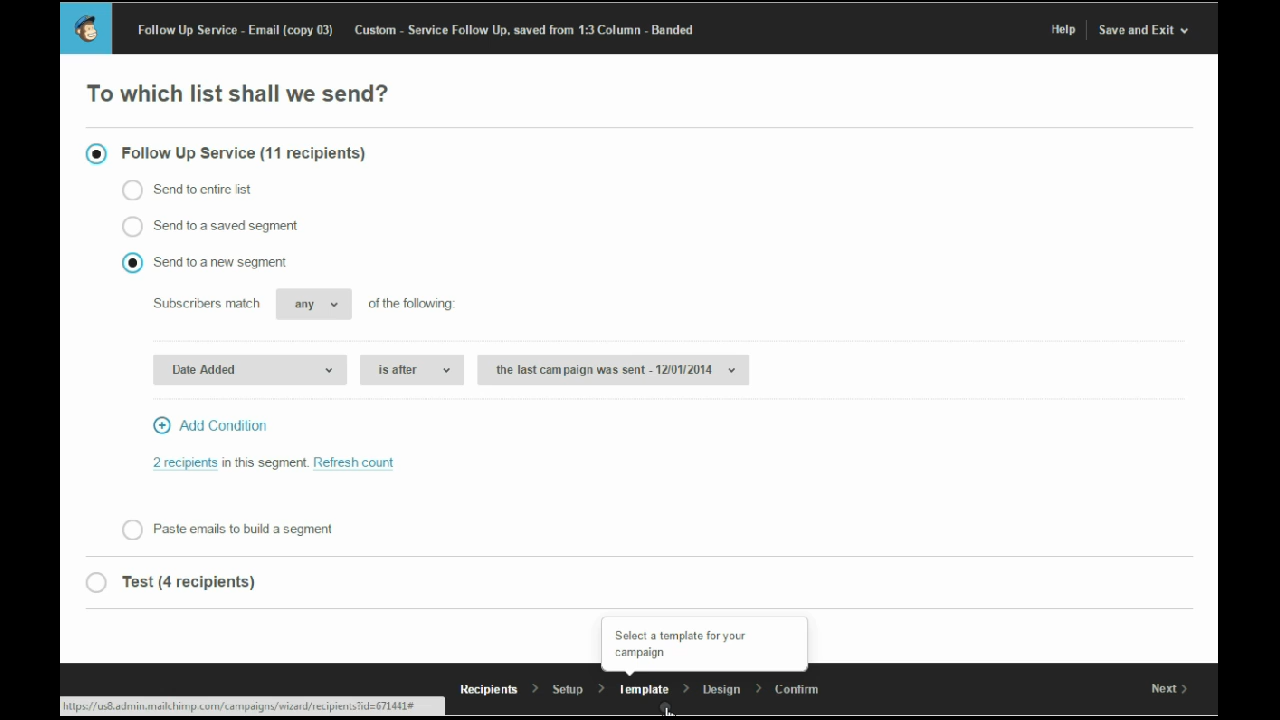 Follow Up Service - Email (copy 03) Custom - Service Follow Up, saved from 1:3 Column - Banded Help Save and Exit
To which list shall we send?
Follow Up Service (11 recipients)
Send to entire list
Send to a saved segment
Send to a new segment
Subscribers match any of the following:
Date Added is after the last campaign was sent - 12/01/2014
Add Condition
2 recipients in this segment. Refresh count
Paste emails to build a segment
Test (4 recipients)
Select a template for your
campaign
Recipients > Setup > Template > Design > Confirm Next >
https://us8.admin.mailchimp.com/campaigns/wizard/recipients?id=671441#